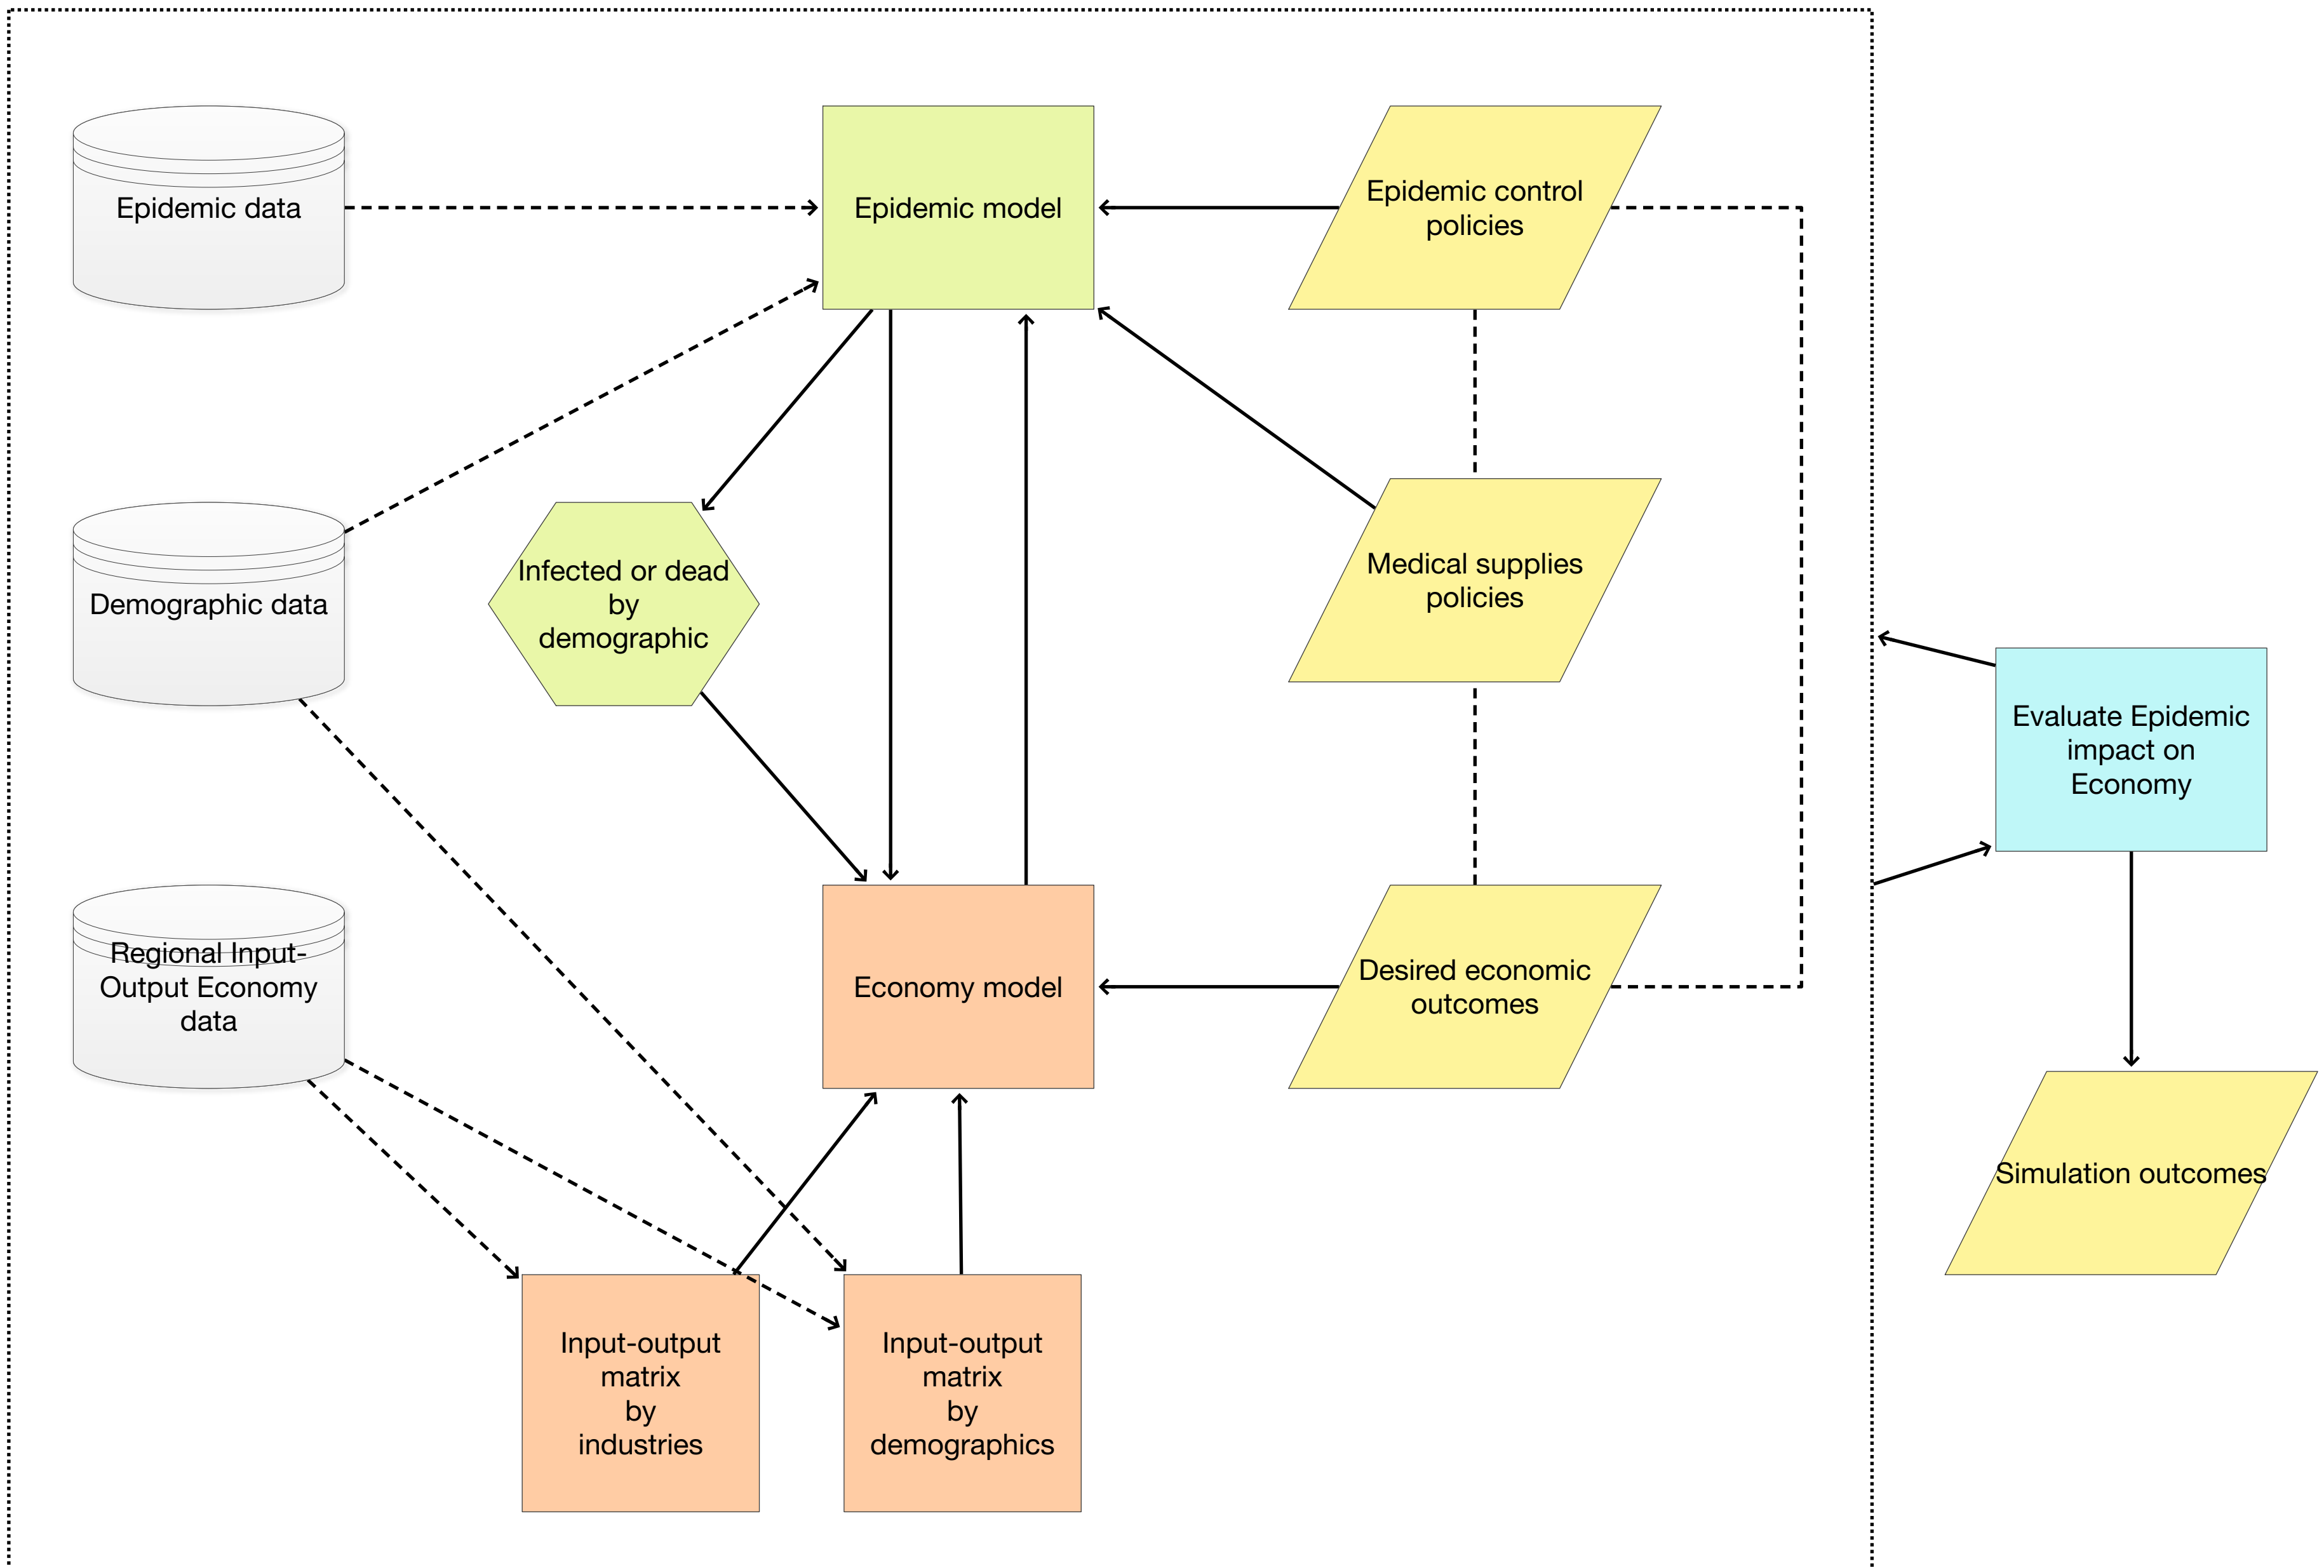 Epidemic data
Epidemic model
Epidemic control
policies
Infected or dead
by
demographic
Demographic data
Medical supplies
policies
Evaluate Epidemic
impact on
Economy
Regional Input-
Output Economy
data
Economy model
Desired economic
outcomes
Simulation outcomes
Input-output
matrix
by
industries
Input-output
matrix
by
demographics